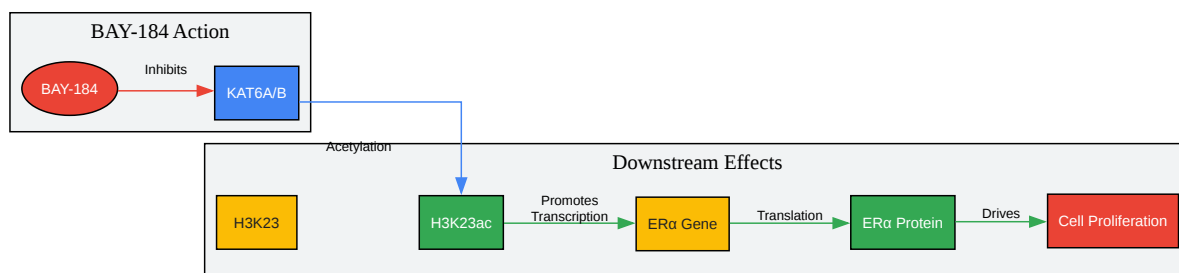 BAY-184 Action
Inhibits
BAY-184
KAT6A/B
Acetylation
Downstream Effects
H3K23
H3K23ac
Promotes
Transcription
ERα Gene
Translation
ERα Protein
Drives
Cell Proliferation